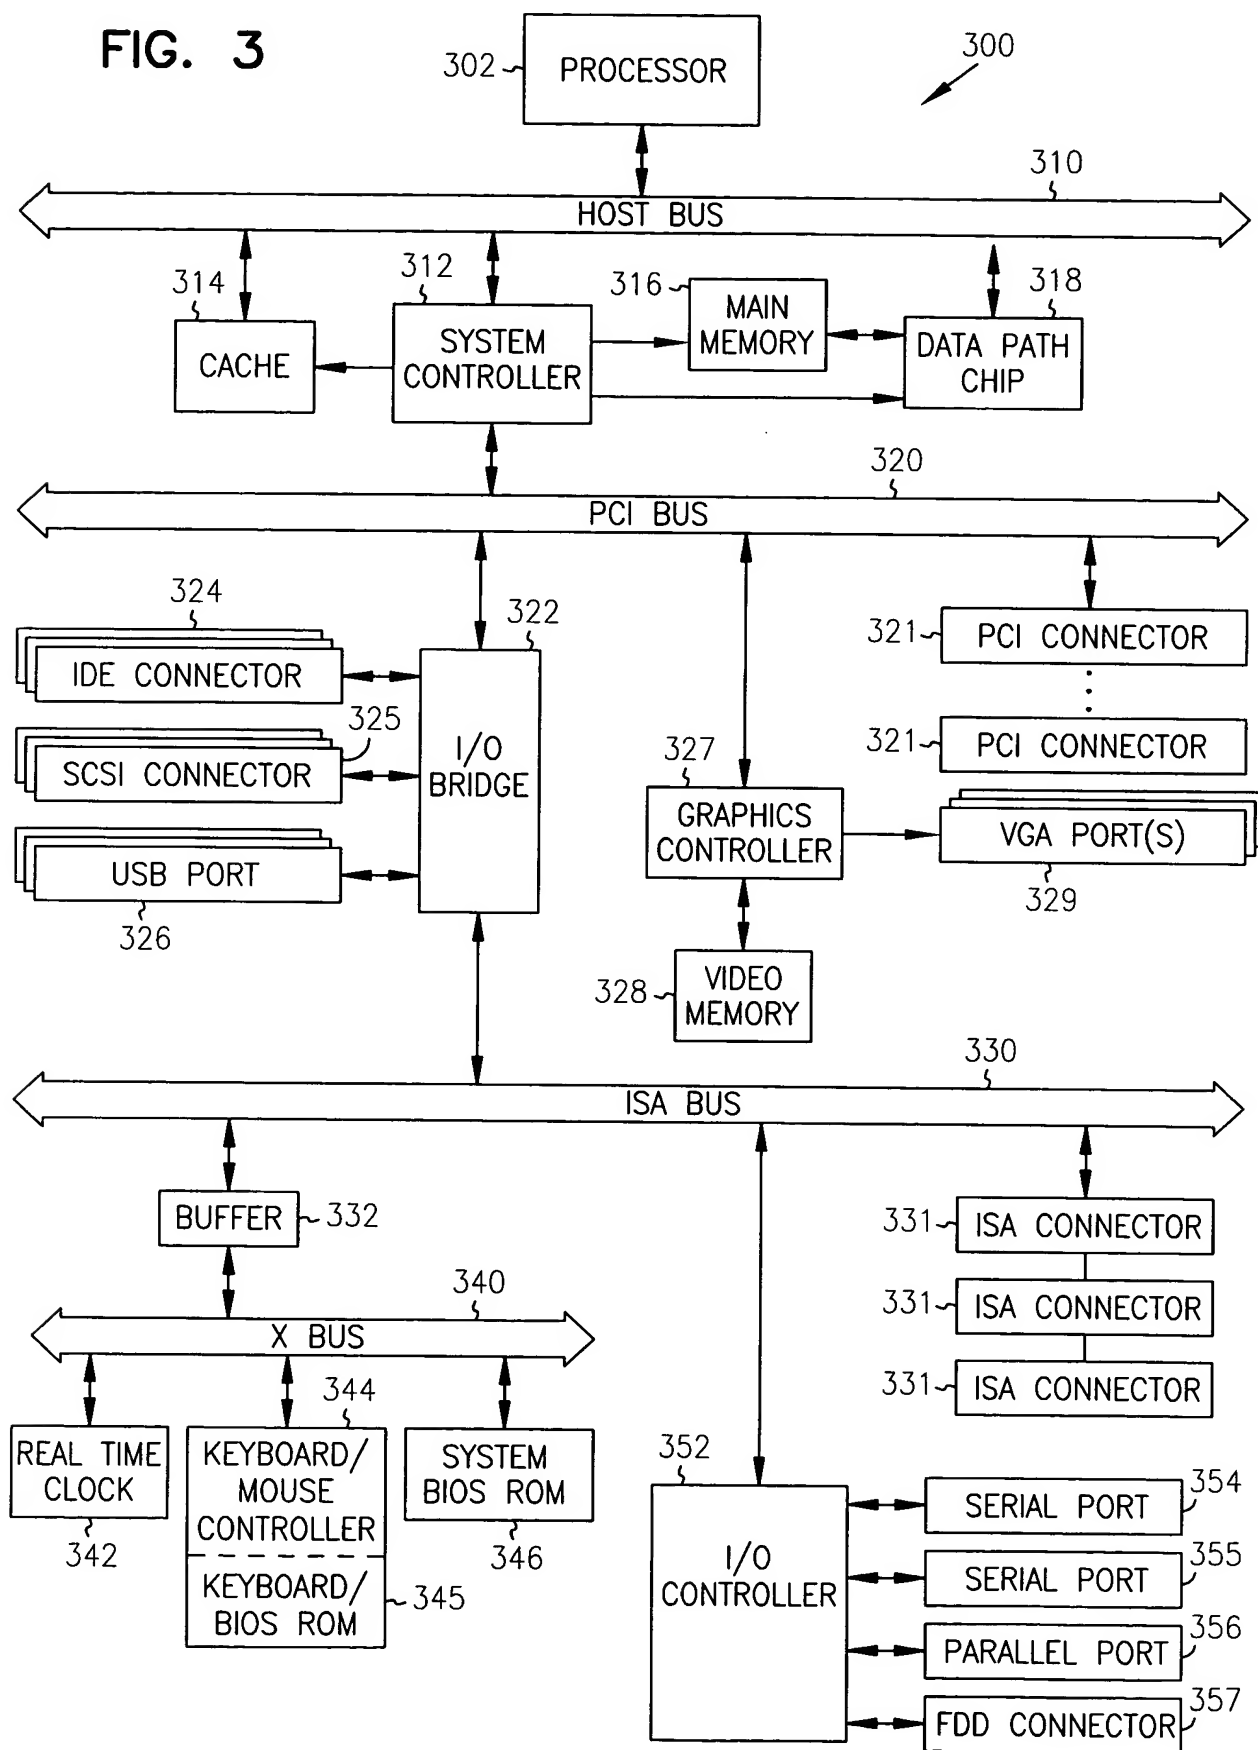 FIG. 3
302
PROCESSOR
300
310
HOST BUS
314
312
316
318
CACHE
SYSTEM
CONTROLLER
MAIN
MEMORY
DATA PATH
CHIP
320
PCI BUS
324
322
IDE CONNECTOR
325
SCSI CONNECTOR
USB PORT
326
I/O
BRIDGE
321
PCI CONNECTOR
321
PCI CONNECTOR
327
GRAPHICS
CONTROLLER
VGA PORT(S)
329
328
VIDEO
MEMORY
330
ISA BUS
BUFFER
332
331
ISA CONNECTOR
331
ISA CONNECTOR
331
ISA CONNECTOR
340
X BUS
344
REAL TIME
CLOCK
342
KEYBOARD/
MOUSE
CONTROLLER
KEYBOARD/
BIOS ROM
345
SYSTEM
BIOS ROM
346
352
I/O
CONTROLLER
SERIAL PORT
354
SERIAL PORT
355
PARALLEL PORT
356
FDD CONNECTOR
357